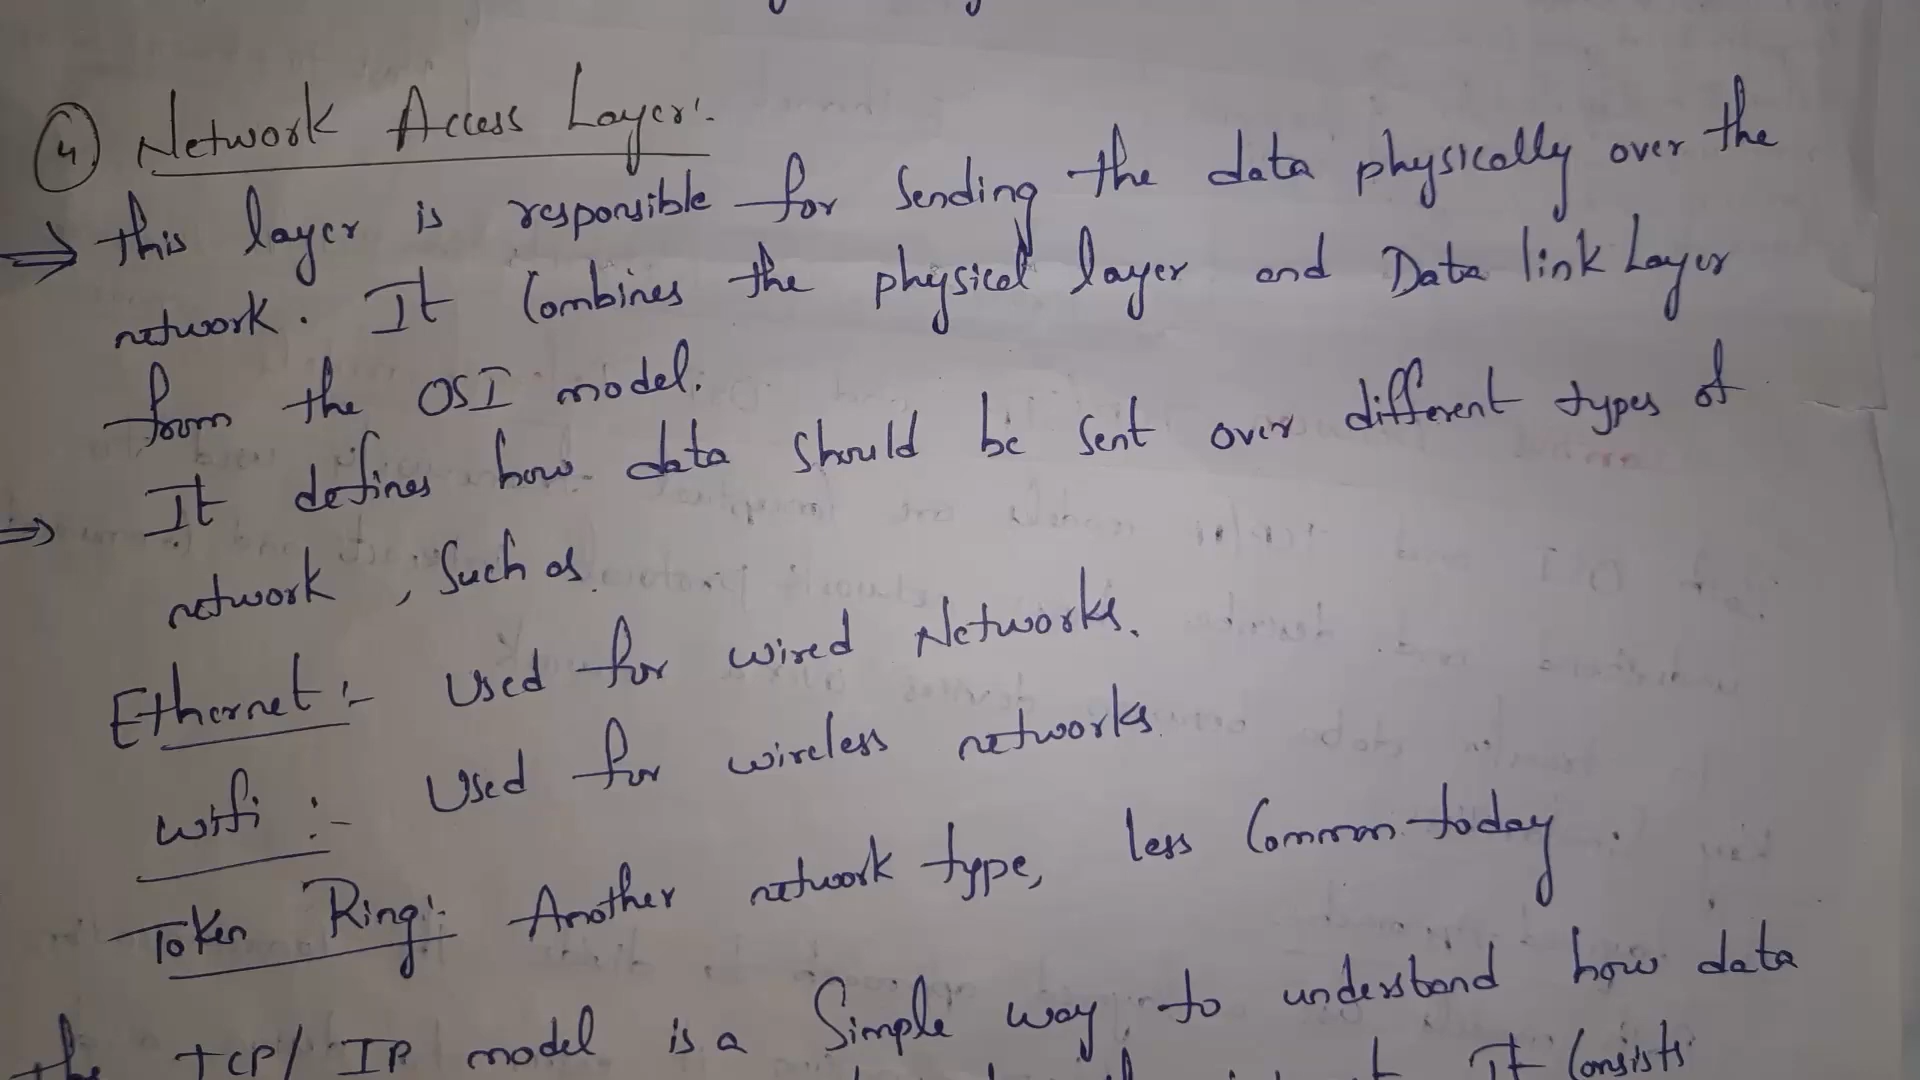 ④ Network Access Layer:-
⇒ this layer is responsible for Sending the data physically over the
network. It Combines the physical layer and Data link Layer
from the OSI model.
⇒ It defines how data Should be Sent over different types of
network, Such as
Ethernet:- Used for wired Networks.
wifi:- Used for wireless networks
Token Ring:- Another network type, less Common today.
the TCP/IP model is a Simple way to understand how data
It Consists